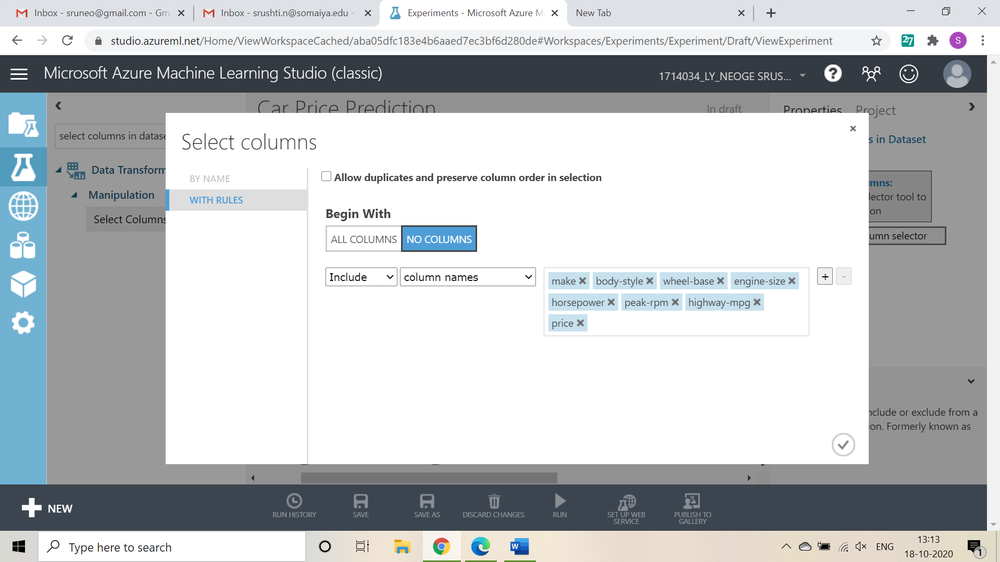 Inbox - sruneo@gmail.com - Gm
Inbox - srushti.n@somaiya.edu -
Experiments - Microsoft Azure M
New Tab
studio.azureml.net/Home/ViewWorkspaceCached/aba05dfc183e4b6aaed7ec3bf6d280de#Workspaces/Experiments/Experiment/Draft/ViewExperiment
27
S
Microsoft Azure Machine Learning Studio (classic)
1714034_LY_NEOGE SRUS...
?
Car Price Prediction
In draft
Properties
Project
select columns in datase
Data Transform
Manipulation
Select Columns
Select columns
BY NAME
WITH RULES
Allow duplicates and preserve column order in selection
Begin With
ALL COLUMNS
NO COLUMNS
Include
column names
make
body-style
wheel-base
engine-size
horsepower
peak-rpm
highway-mpg
price
+
-
s in Dataset
mns:
lector tool to
on
umn selector
nclude or exclude from a
ion. Formerly known as
NEW
RUN HISTORY
SAVE
SAVE AS
DISCARD CHANGES
RUN
SET UP WEB
SERVICE
PUBLISH TO
GALLERY
Type here to search
W
ENG
13:13
18-10-2020
1